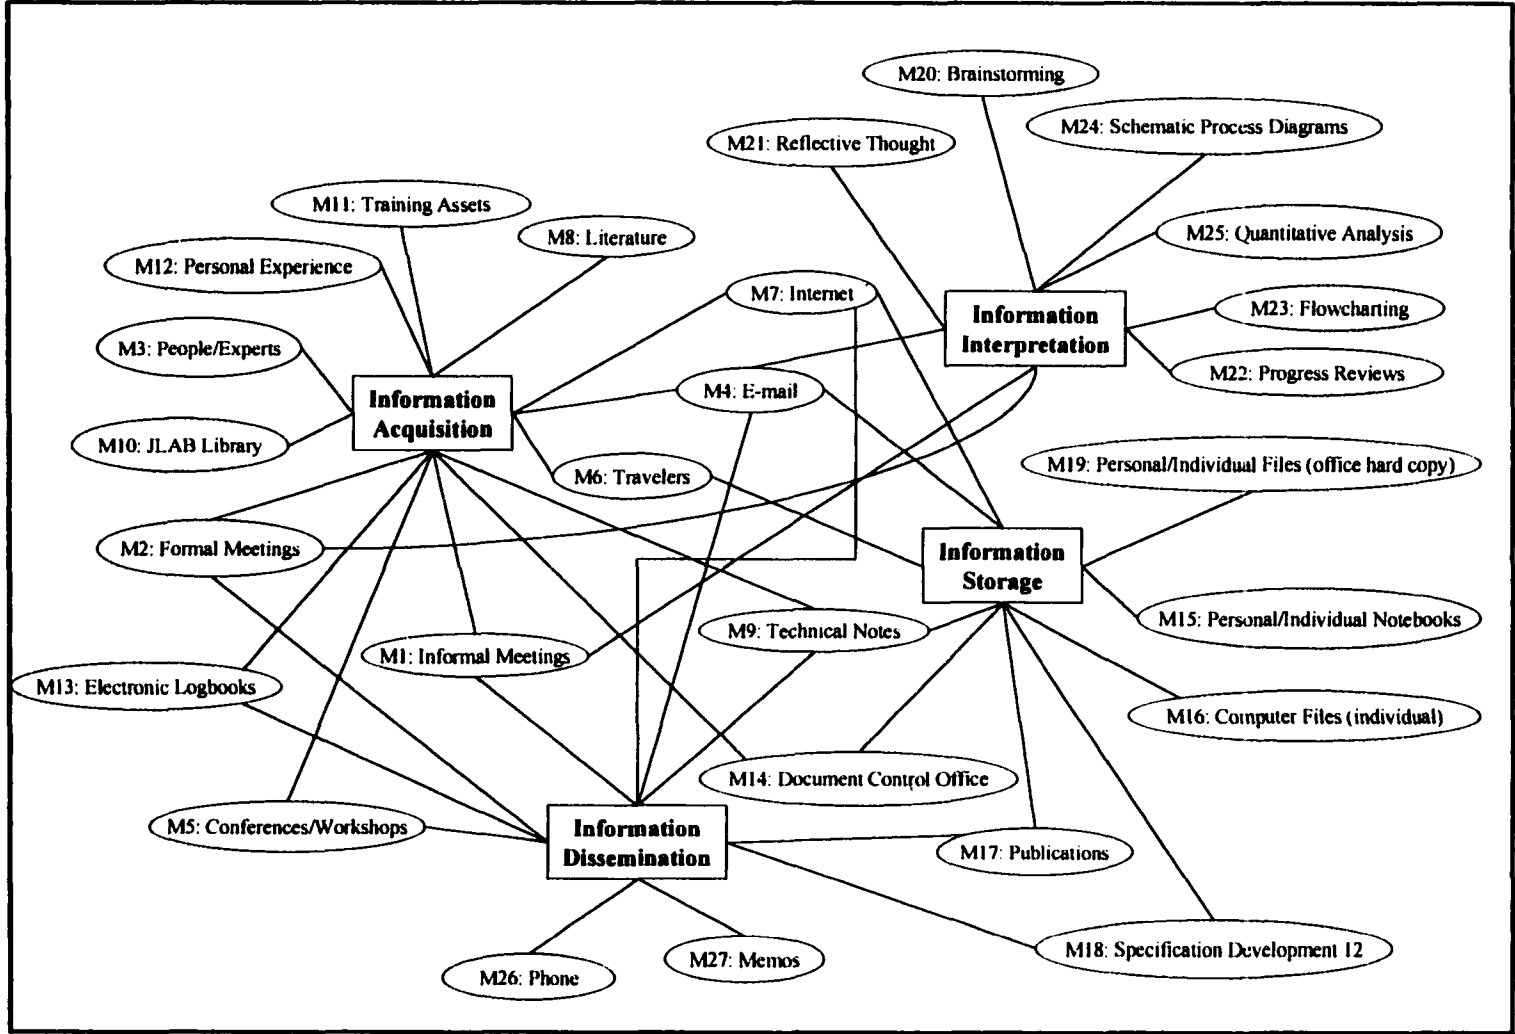 M20: Brainstorming
M24: Schematic Process Diagrams
M21: Reflective Thought
M11: Training Assets
M8: Literature
M25: Quantitative Analysis
M12: Personal Experience
M7: Internet
M23: Flowcharting
Information
Interpretation
M3: People/Experts
M22: Progress Reviews
M4: E-mail
Information
Acquisition
M10: JLAB Library
M19: Personal/Individual Files (office hard copy)
M6: Travelers
M2: Formal Meetings
Information
Storage
M15: Personal/Individual Notebooks
M9: Technical Notes
M1: Informal Meetings
M13: Electronic Logbooks
M16: Computer Files (individual)
M14: Document Control Office
M5: Conferences/Workshops
Information
Dissemination
M17: Publications
M18: Specification Development 12
M27: Memos
M26: Phone